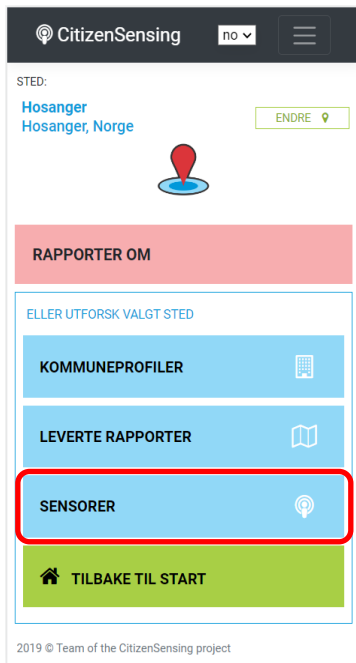 CitizenSensing
no
STED:
Hosanger
Hosanger, Norge
ENDRE
RAPPORTER OM
ELLER UTFORSK VALGT STED
KOMMUNEPROFILER
LEVERTE RAPPORTER
SENSORER
TILBAKE TIL START
2019 © Team of the CitizenSensing project